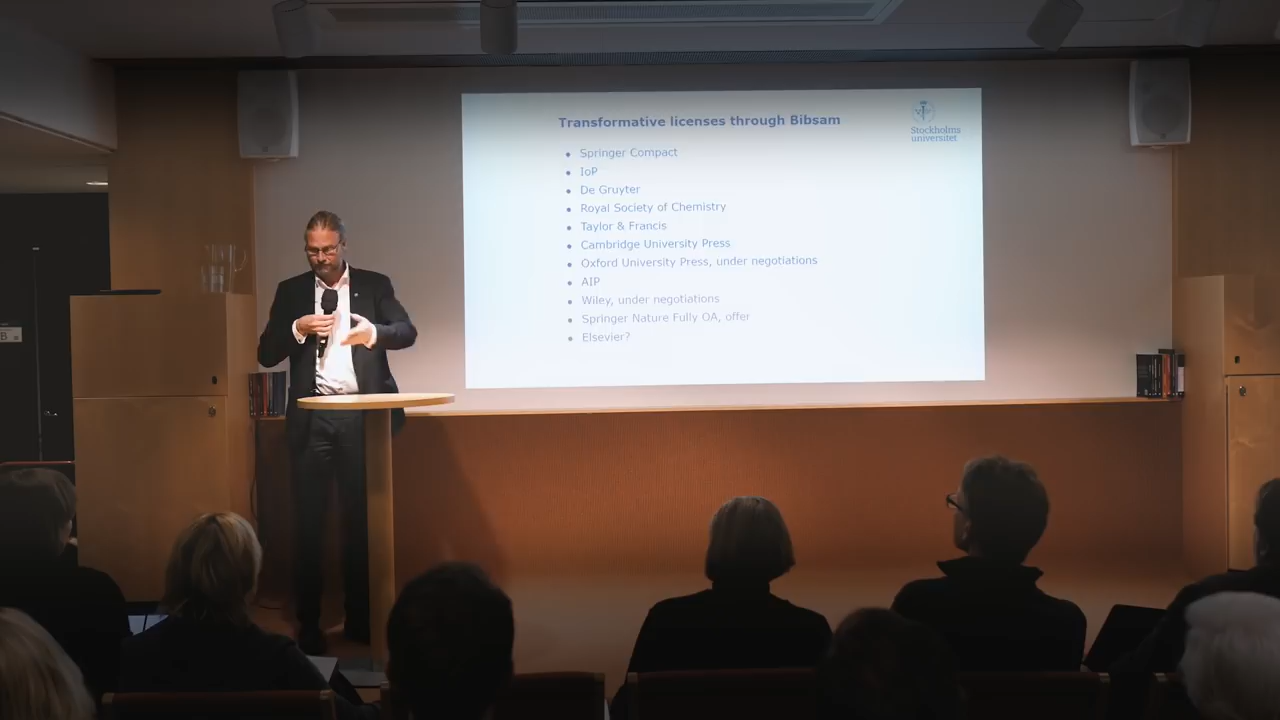 Transformative licenses through Bibsam
Stockholms
universitet
Springer Compact
IoP
De Gruyter
Royal Society of Chemistry
Taylor & Francis
Cambridge University Press
Oxford University Press, under negotiations
AIP
Wiley, under negotiations
Springer Nature Fully OA, offer
Elsevier?
B